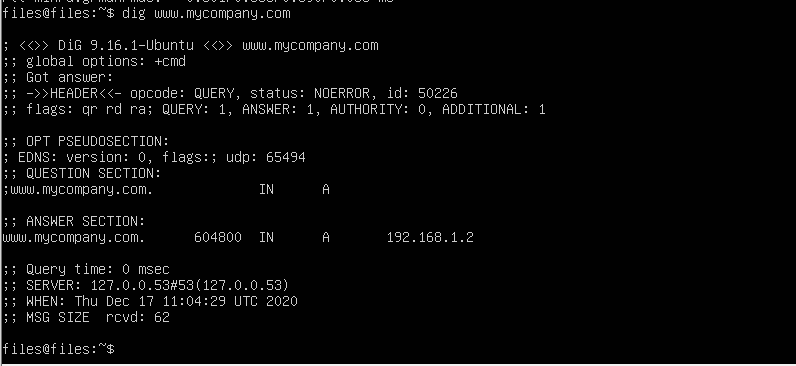 files@files:~$ dig www.mycompany.com
; <<>> DiG 9.16.1-Ubuntu <<>> www.mycompany.com
;; global options: +cmd
;; Got answer:
;; ->>HEADER<<- opcode: QUERY, status: NOERROR, id: 50226
;; flags: qr rd ra; QUERY: 1, ANSWER: 1, AUTHORITY: 0, ADDITIONAL: 1
;; OPT PSEUDOSECTION:
; EDNS: version: 0, flags:; udp: 65494
;; QUESTION SECTION:
;www.mycompany.com. IN A
;; ANSWER SECTION:
www.mycompany.com. 604800 IN A 192.168.1.2
;; Query time: 0 msec
;; SERVER: 127.0.0.53#53(127.0.0.53)
;; WHEN: Thu Dec 17 11:04:29 UTC 2020
;; MSG SIZE rcvd: 62
files@files:~$